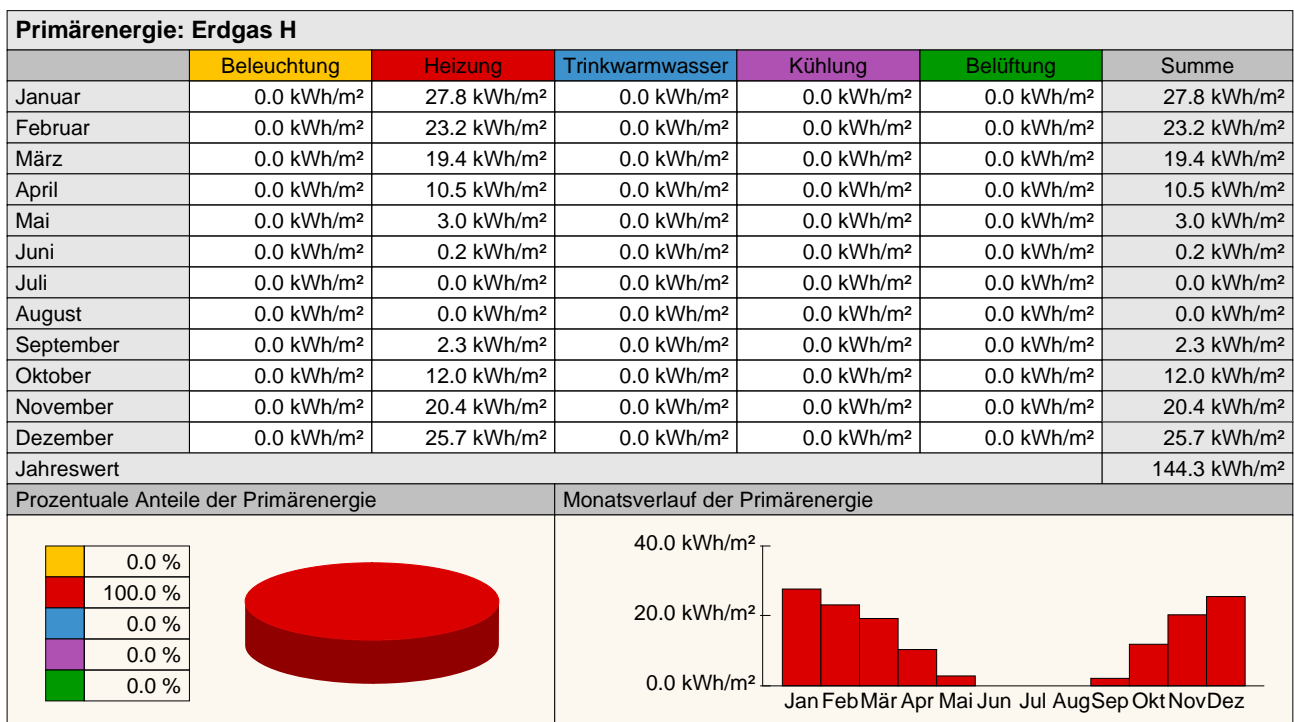 Primärenergie: Erdgas H
Beleuchtung Heizung Trinkwarmwasser Kühlung Belüftung Summe
Januar 0.0 kWh/m² 27.8 kWh/m² 0.0 kWh/m² 0.0 kWh/m² 0.0 kWh/m² 27.8 kWh/m²
Februar 0.0 kWh/m² 23.2 kWh/m² 0.0 kWh/m² 0.0 kWh/m² 0.0 kWh/m² 23.2 kWh/m²
März 0.0 kWh/m² 19.4 kWh/m² 0.0 kWh/m² 0.0 kWh/m² 0.0 kWh/m² 19.4 kWh/m²
April 0.0 kWh/m² 10.5 kWh/m² 0.0 kWh/m² 0.0 kWh/m² 0.0 kWh/m² 10.5 kWh/m²
Mai 0.0 kWh/m² 3.0 kWh/m² 0.0 kWh/m² 0.0 kWh/m² 0.0 kWh/m² 3.0 kWh/m²
Juni 0.0 kWh/m² 0.2 kWh/m² 0.0 kWh/m² 0.0 kWh/m² 0.0 kWh/m² 0.2 kWh/m²
Juli 0.0 kWh/m² 0.0 kWh/m² 0.0 kWh/m² 0.0 kWh/m² 0.0 kWh/m² 0.0 kWh/m²
August 0.0 kWh/m² 0.0 kWh/m² 0.0 kWh/m² 0.0 kWh/m² 0.0 kWh/m² 0.0 kWh/m²
September 0.0 kWh/m² 2.3 kWh/m² 0.0 kWh/m² 0.0 kWh/m² 0.0 kWh/m² 2.3 kWh/m²
Oktober 0.0 kWh/m² 12.0 kWh/m² 0.0 kWh/m² 0.0 kWh/m² 0.0 kWh/m² 12.0 kWh/m²
November 0.0 kWh/m² 20.4 kWh/m² 0.0 kWh/m² 0.0 kWh/m² 0.0 kWh/m² 20.4 kWh/m²
Dezember 0.0 kWh/m² 25.7 kWh/m² 0.0 kWh/m² 0.0 kWh/m² 0.0 kWh/m² 25.7 kWh/m²
Jahreswert 144.3 kWh/m²
Prozentuale Anteile der Primärenergie
0.0 %
100.0 %
0.0 %
0.0 %
0.0 %
Monatsverlauf der Primärenergie
40.0 kWh/m²
20.0 kWh/m²
0.0 kWh/m²
Jan Feb Mär Apr Mai Jun Jul Aug Sep Okt Nov Dez